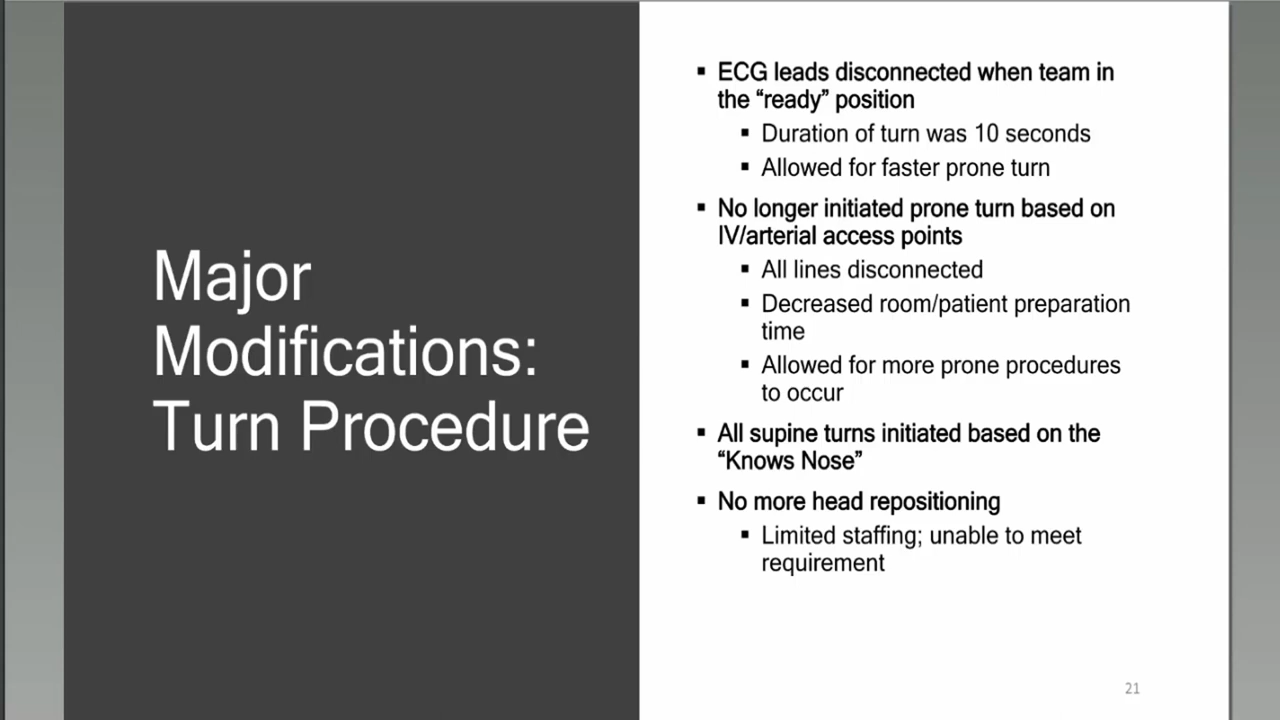 Major
Modifications:
Turn Procedure
▪ ECG leads disconnected when team in
the “ready” position
▪ Duration of turn was 10 seconds
▪ Allowed for faster prone turn
▪ No longer initiated prone turn based on
IV/arterial access points
▪ All lines disconnected
▪ Decreased room/patient preparation
time
▪ Allowed for more prone procedures
to occur
▪ All supine turns initiated based on the
“Knows Nose”
▪ No more head repositioning
▪ Limited staffing; unable to meet
requirement
21